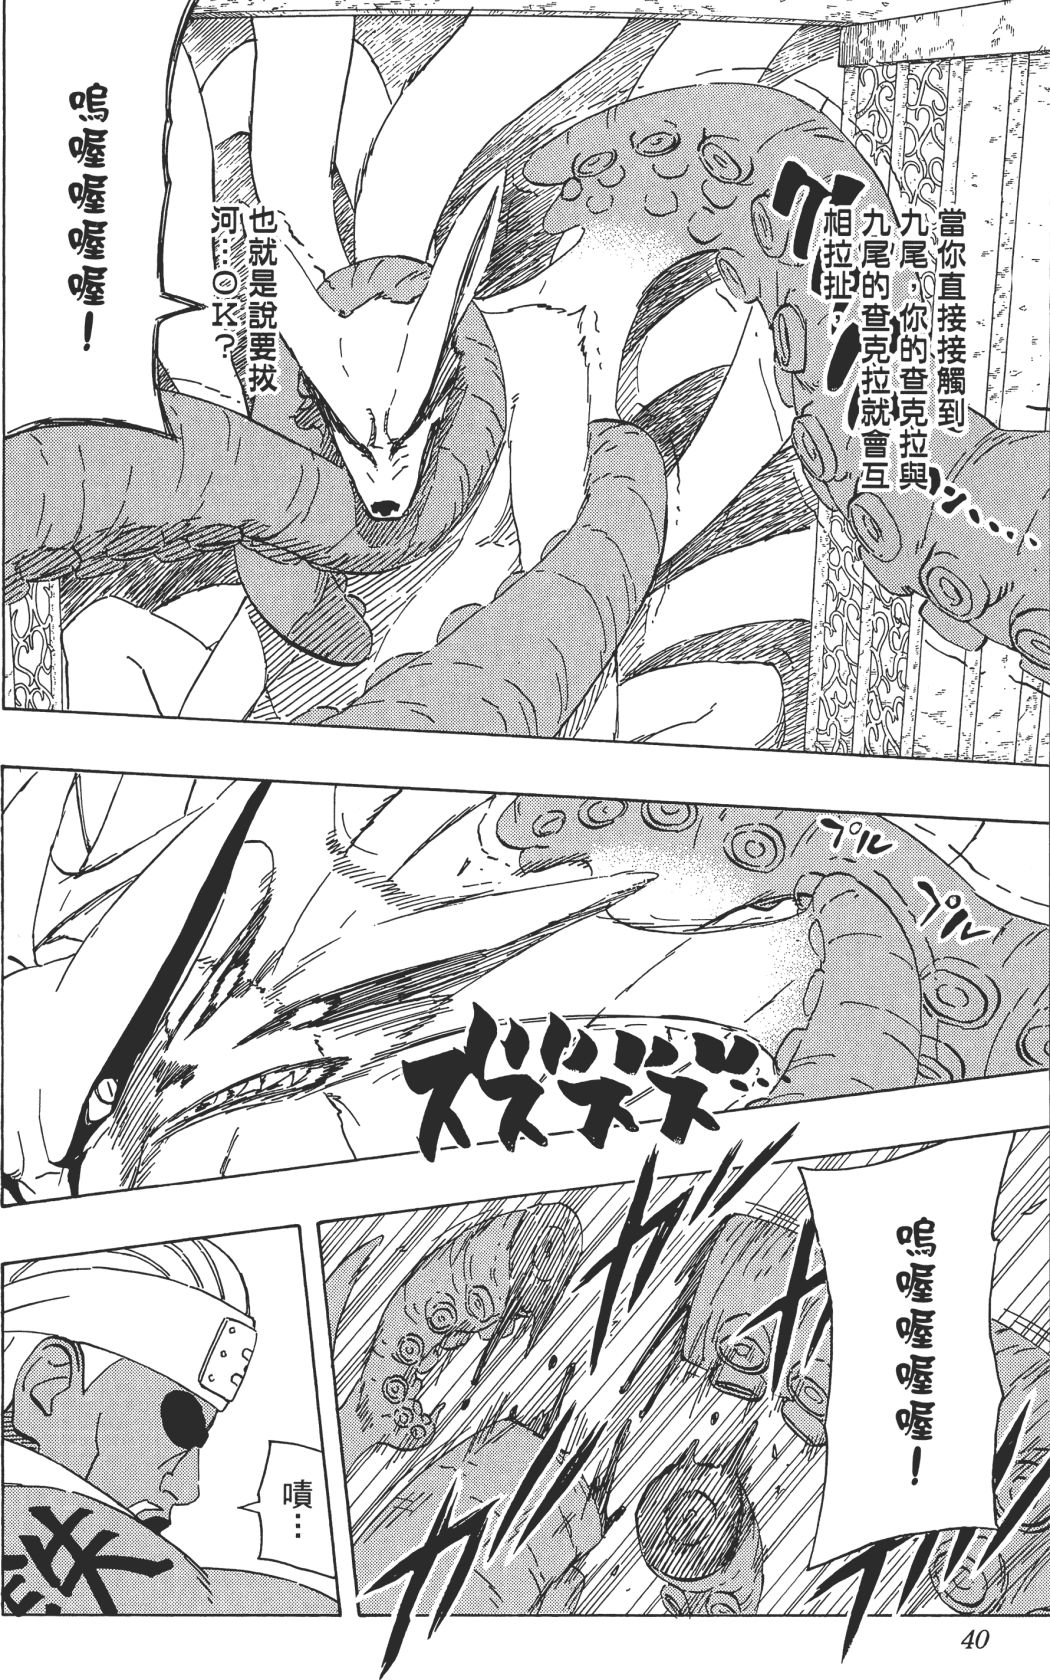 當你直接接觸到
九尾，你的查克拉與
九尾的查克拉就會互
相拉扯，
也就是說要拔
河…OK？
嗚喔喔喔喔！
プル
プル
ズズズズ
嗚喔喔喔喔！
嘖…
鉄
40